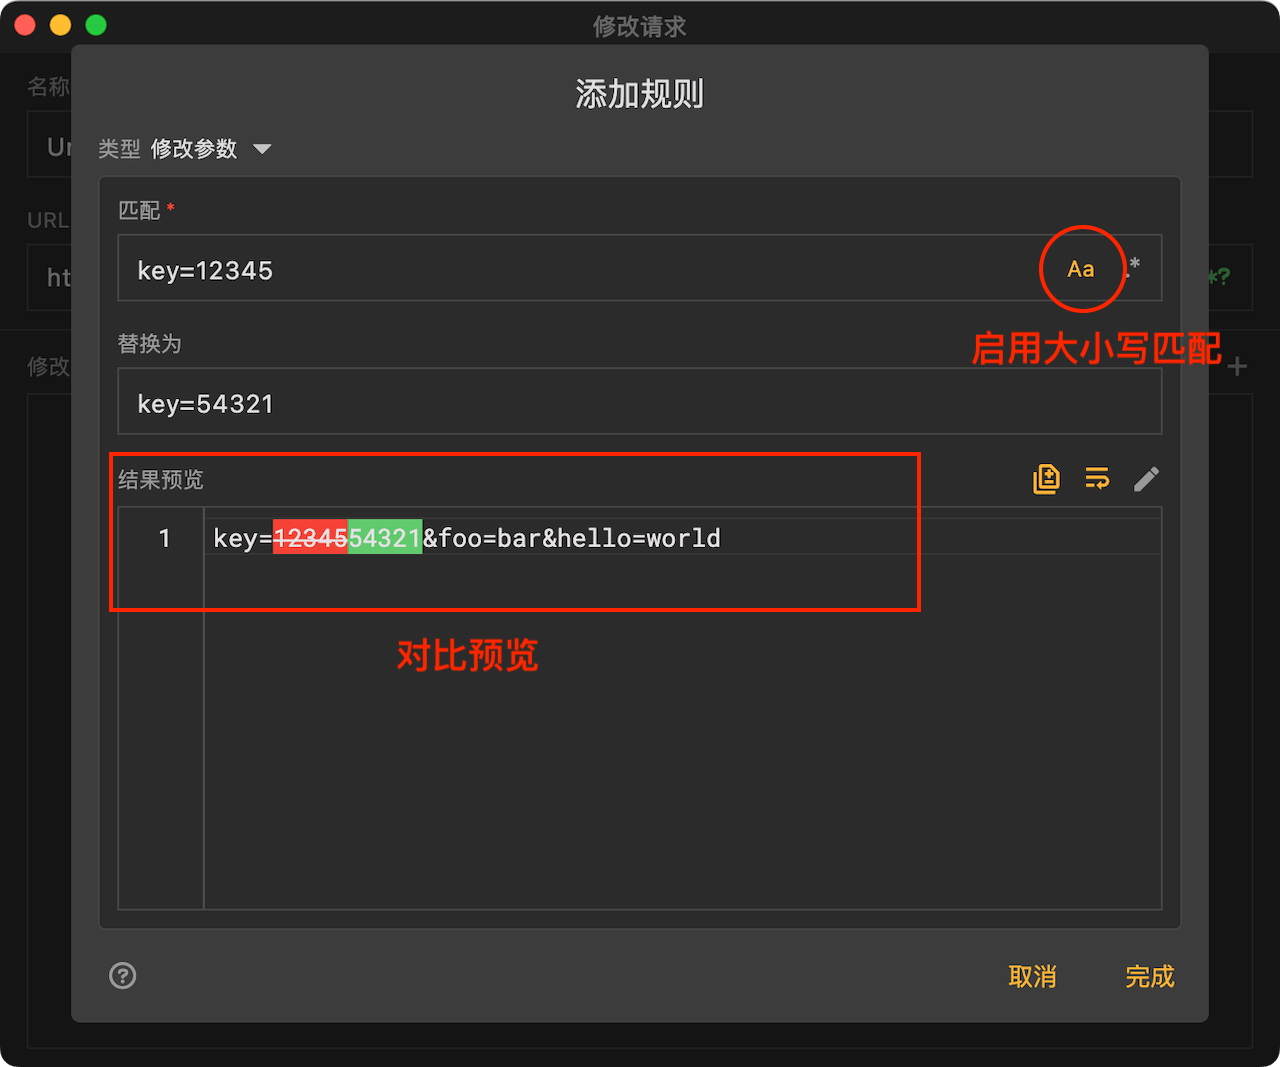 修改请求
名称
添加规则
Un
类型 修改参数
匹配 *
URL
key=12345
Aa
.*
ht
*?
替换为
启用大小写匹配
修改
+
key=54321
结果预览
1
key=1234554321&foo=bar&hello=world
对比预览
?
取消
完成